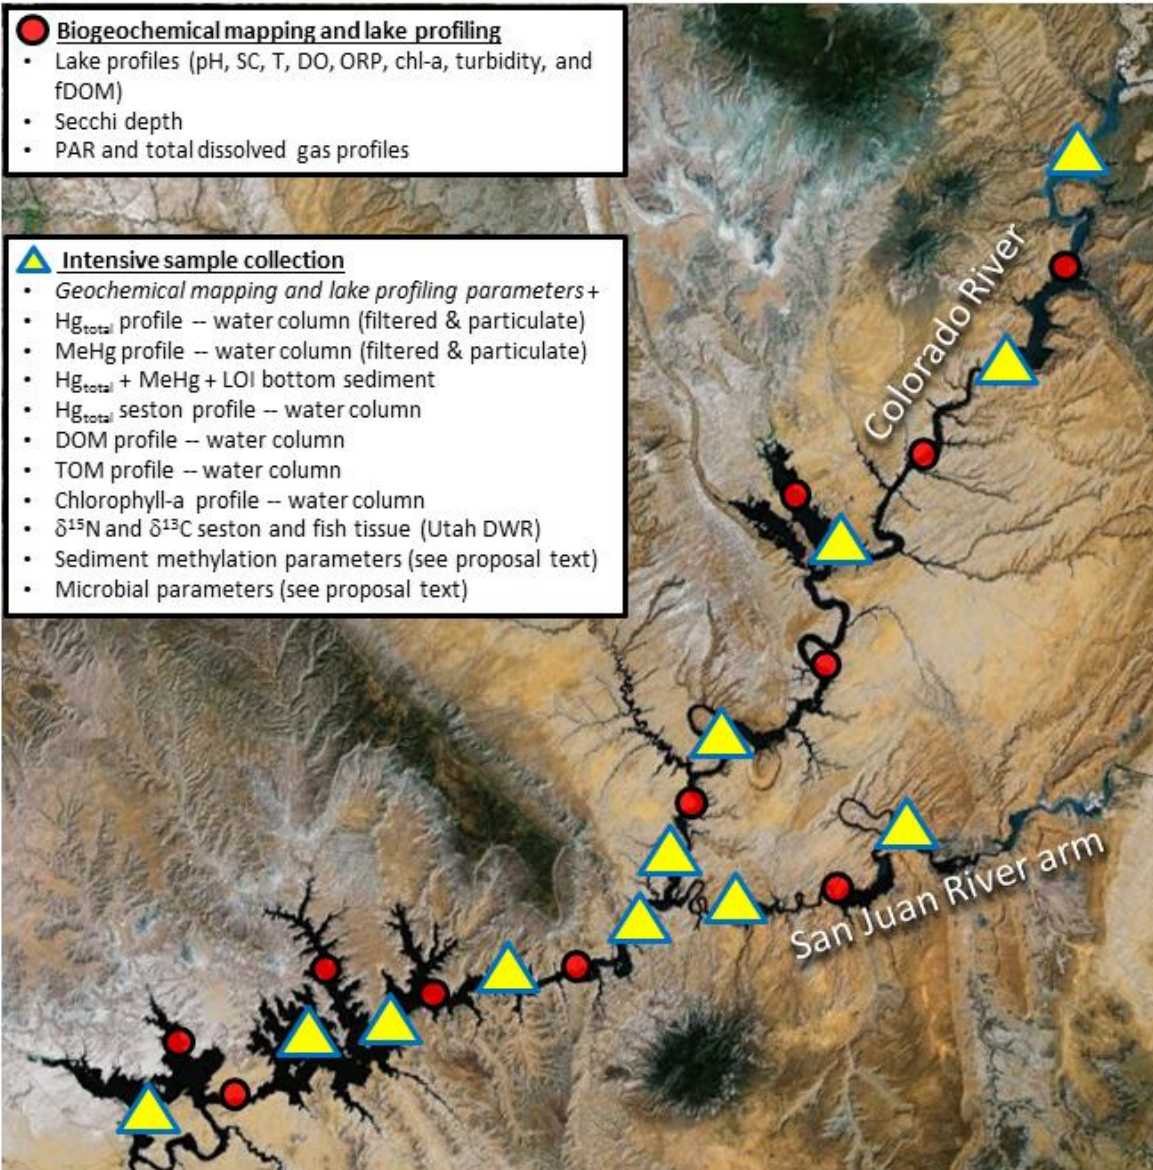 Biogeochemical mapping and lake profiling
• Lake profiles (pH, SC, T, DO, ORP, chl-a, turbidity, and
fDOM)
• Secchi depth
• PAR and total dissolved gas profiles
Intensive sample collection
• Geochemical mapping and lake profiling parameters +
• Hgtotal profile -- water column (filtered & particulate)
• MeHg profile -- water column (filtered & particulate)
• Hgtotal + MeHg + LOI bottom sediment
• Hgtotal seston profile -- water column
• DOM profile -- water column
• TOM profile -- water column
• Chlorophyll-a profile -- water column
• δ¹⁵N and δ¹³C seston and fish tissue (Utah DWR)
• Sediment methylation parameters (see proposal text)
• Microbial parameters (see proposal text)
Colorado River
San Juan River arm